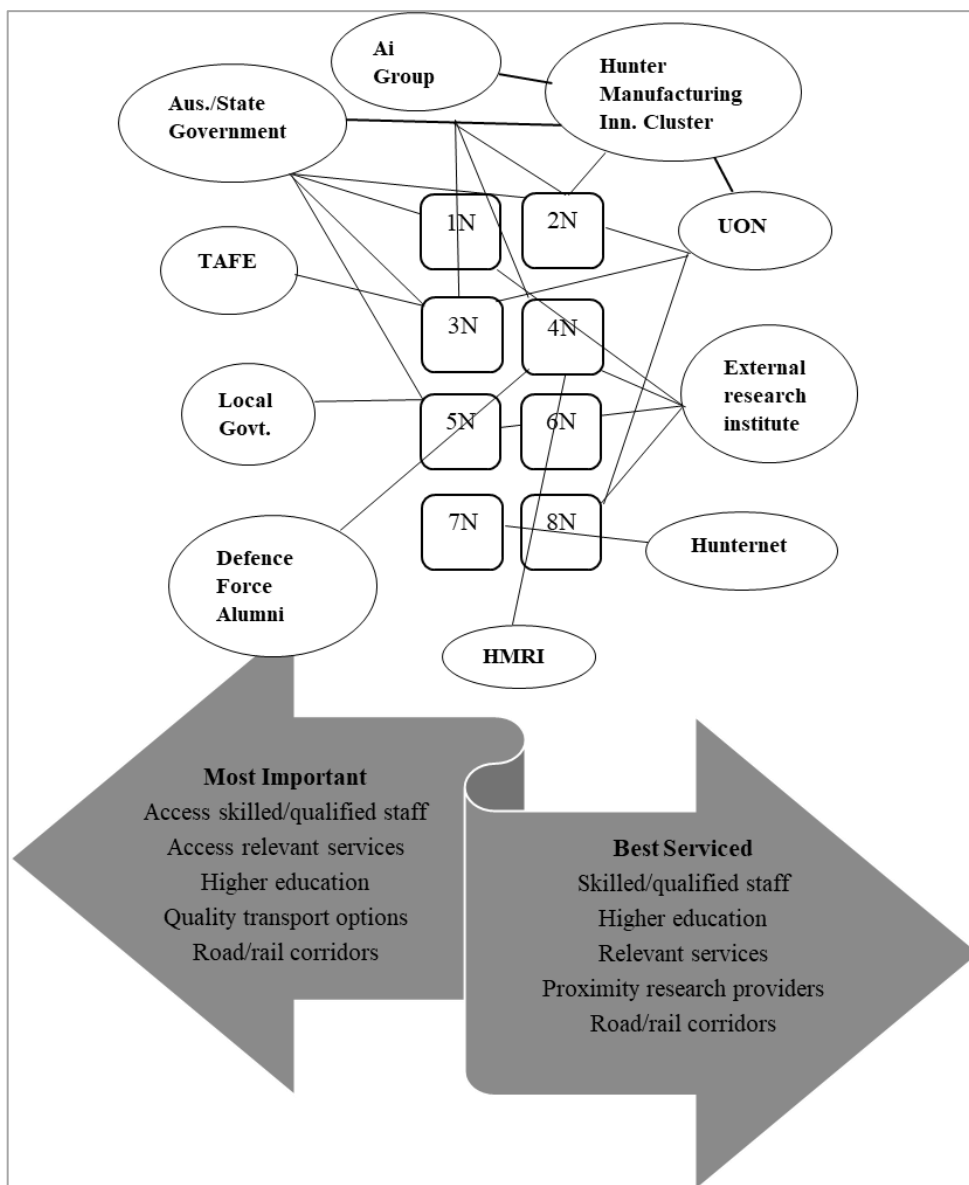 Ai
Group
Hunter
Manufacturing
Inn. Cluster
Aus./State
Government
1N
2N
UON
TAFE
3N
4N
External
research
institute
Local
Govt.
5N
6N
7N
8N
Hunternet
Defence
Force
Alumni
HMRI
Most Important
Access skilled/qualified staff
Access relevant services
Higher education
Quality transport options
Road/rail corridors
Best Serviced
Skilled/qualified staff
Higher education
Relevant services
Proximity research providers
Road/rail corridors